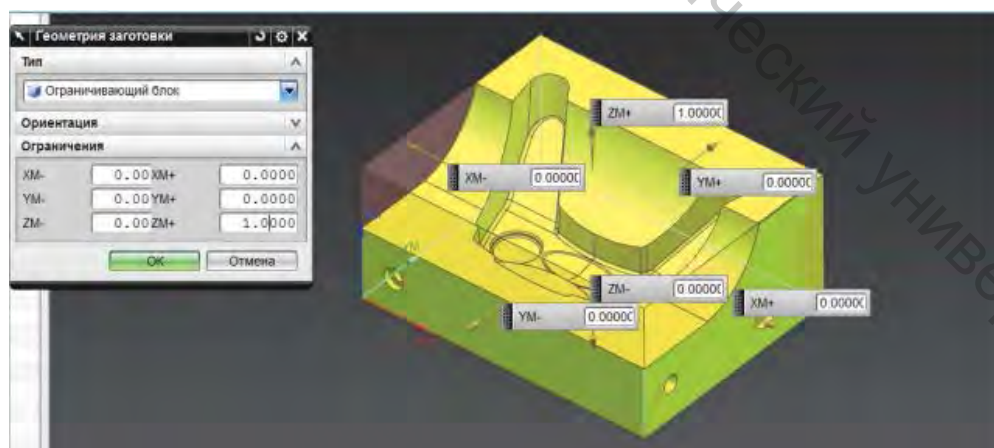 Геометрия заготовки
Тип
Ограничивающий блок
Ориентация
Ограничения
XM- 0.00 XM+ 0.0000
YM- 0.00 YM+ 0.0000
ZM- 0.00 ZM+ 1.0000
OK Отмена
ZM+ 1.0000
XM- 0.0000
YM+ 0.0000
ZM- 0.0000
XM+ 0.0000
YM- 0.0000